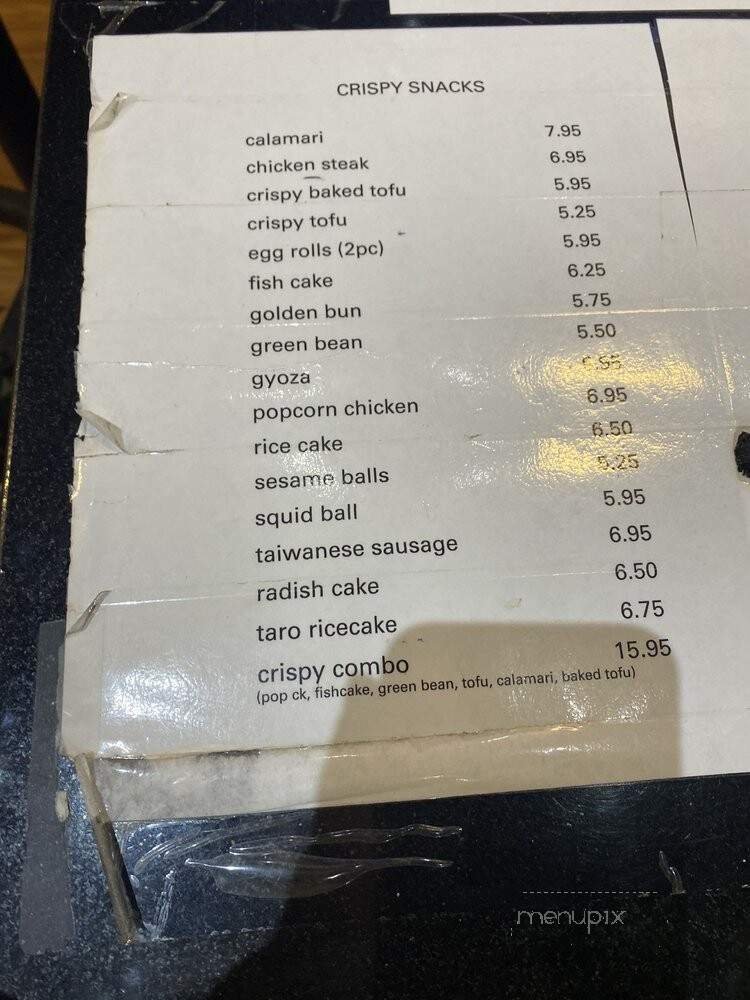 CRISPY SNACKS
calamari 7.95
chicken steak 6.95
crispy baked tofu 5.95
crispy tofu 5.25
egg rolls (2pc) 5.95
fish cake 6.25
golden bun 5.75
green bean 5.50
gyoza
popcorn chicken 6.95
rice cake 6.50
sesame balls 5.25
squid ball 5.95
taiwanese sausage 6.95
radish cake 6.50
taro ricecake 6.75
crispy combo 15.95
(pop ck, fishcake, green bean, tofu, calamari, baked tofu)
menupix